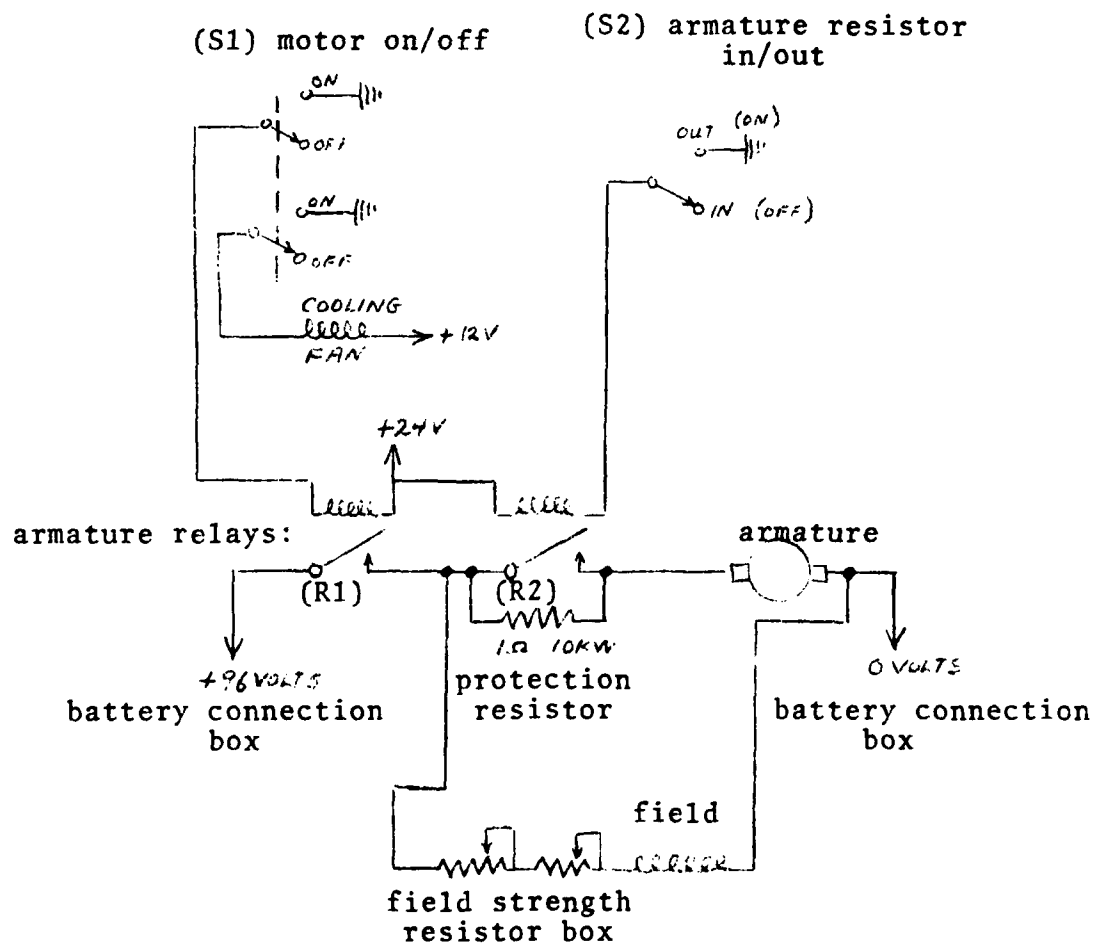 (S1) motor on/off
(S2) armature resistor
in/out
ON
OFF
OUT (ON)
IN (OFF)
ON
OFF
COOLING
FAN
+12V
+24V
armature relays:
armature
(R1)
(R2)
1Ω 10KW
+96 VOLTS
battery connection
box
protection
resistor
0 VOLTS
battery connection
box
field
field strength
resistor box